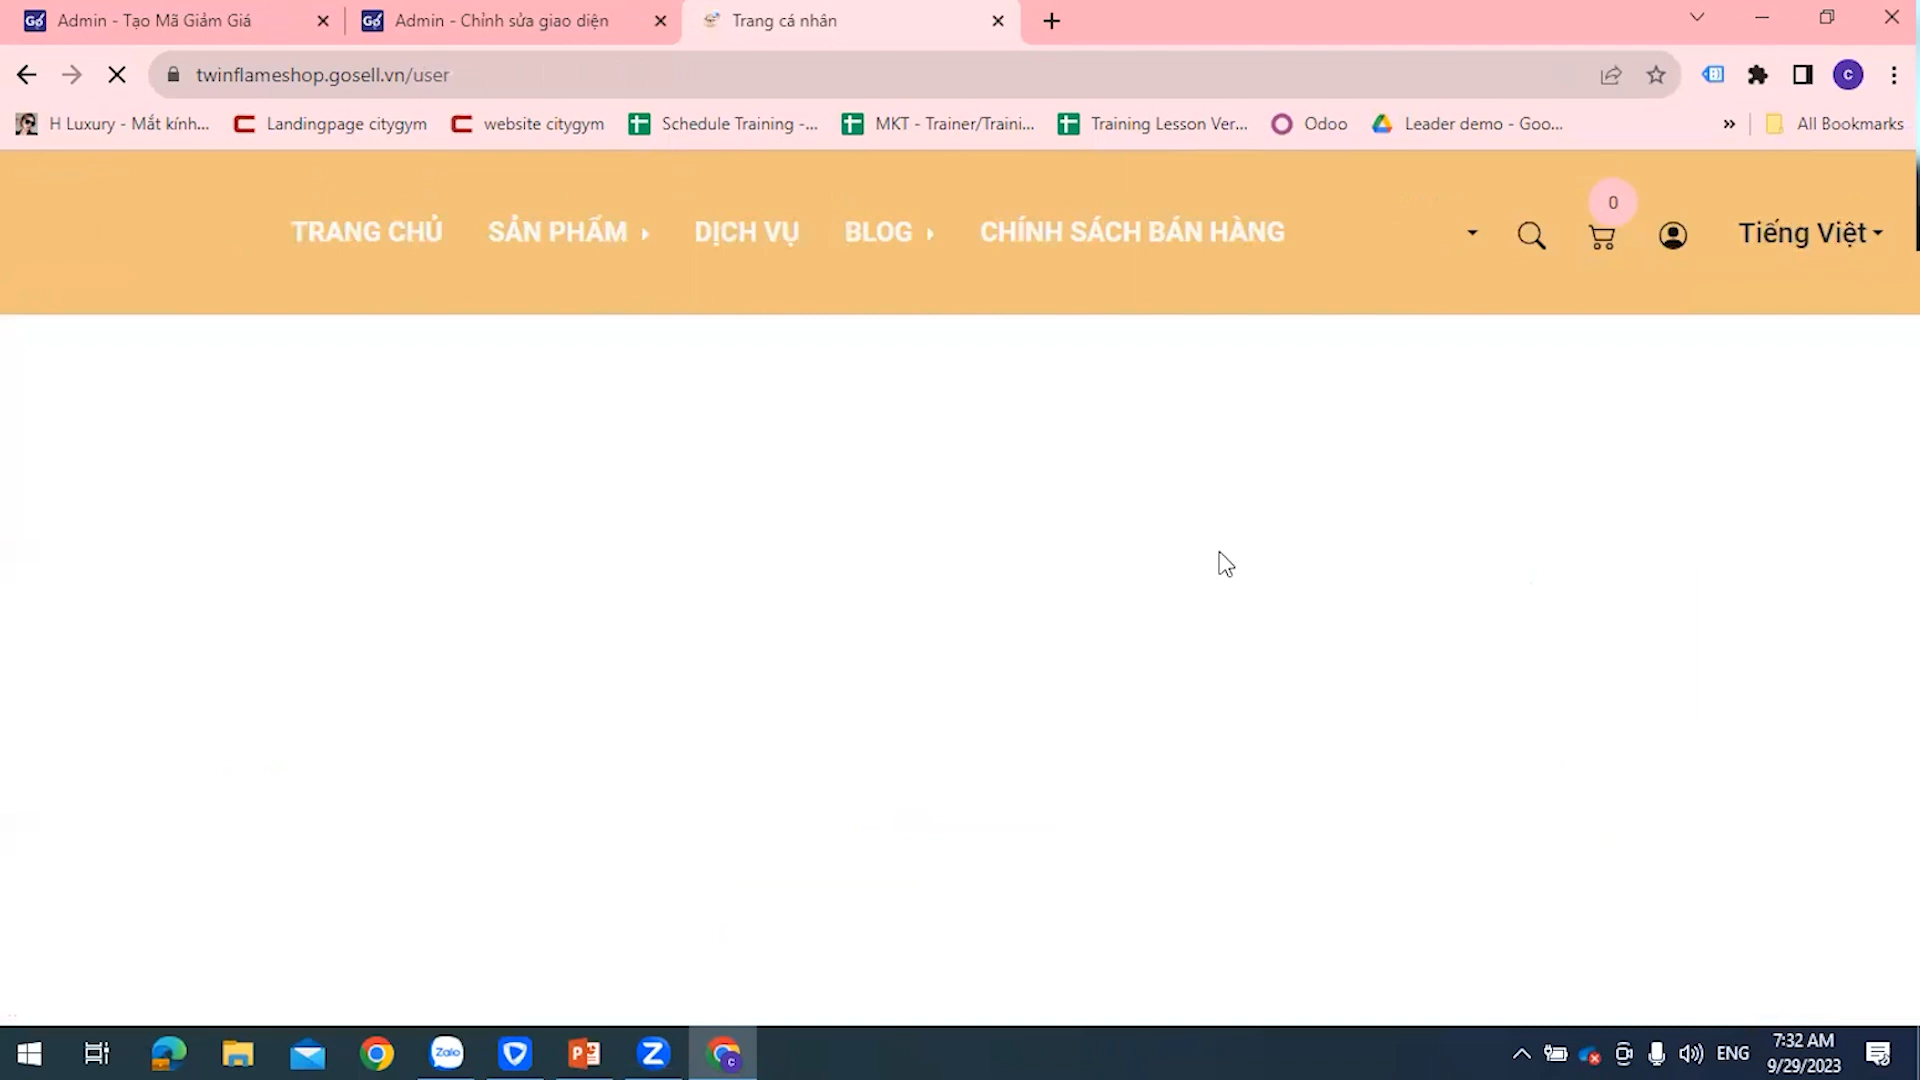 Admin - Tạo Mã Giảm Giá
Admin - Chỉnh sửa giao diện
Trang cá nhân
twinflameshop.gosell.vn/user
C
H Luxury - Mắt kính...
Landingpage citygym
website citygym
Schedule Training -...
MKT - Trainer/Traini...
Training Lesson Ver...
Odoo
Leader demo - Goo...
»
All Bookmarks
TRANG CHỦ
SẢN PHẨM
DỊCH VỤ
BLOG
CHÍNH SÁCH BÁN HÀNG
0
Tiếng Việt
Zalo
ENG
7:32 AM
9/29/2023